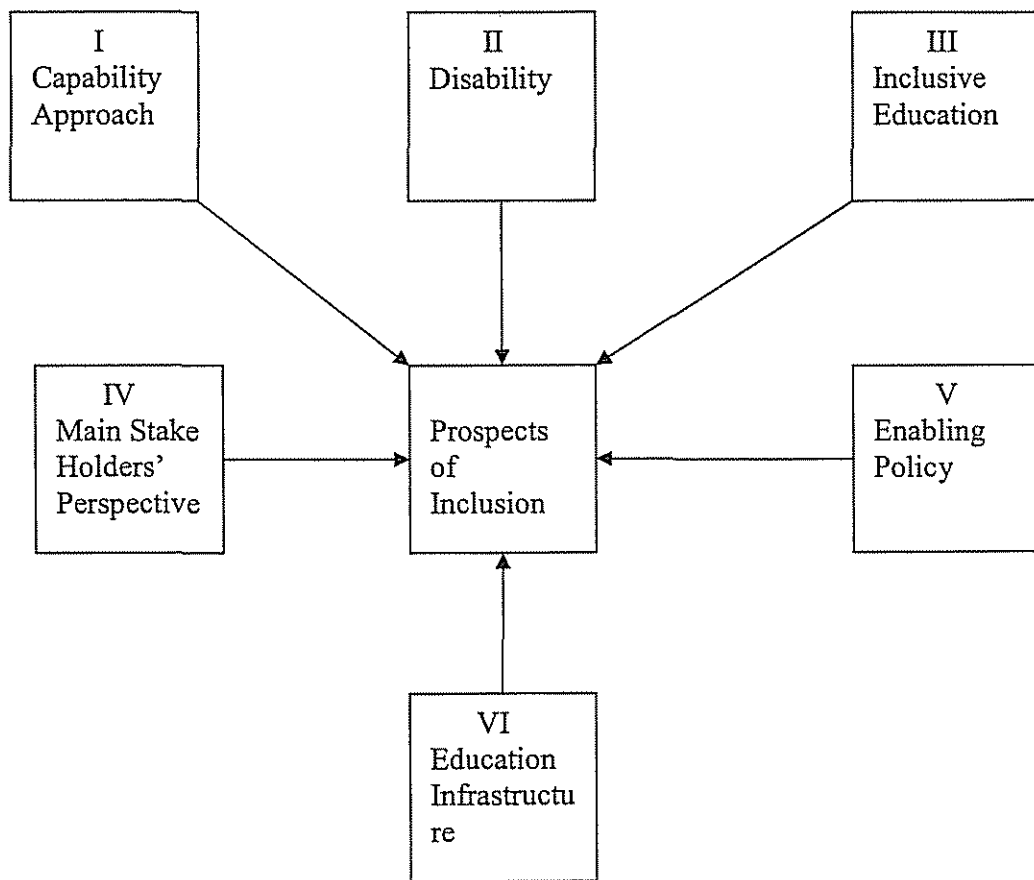 I
Capability
Approach
II
Disability
III
Inclusive
Education
IV
Main Stake
Holders’
Perspective
Prospects
of
Inclusion
V
Enabling
Policy
VI
Education
Infrastructu
re